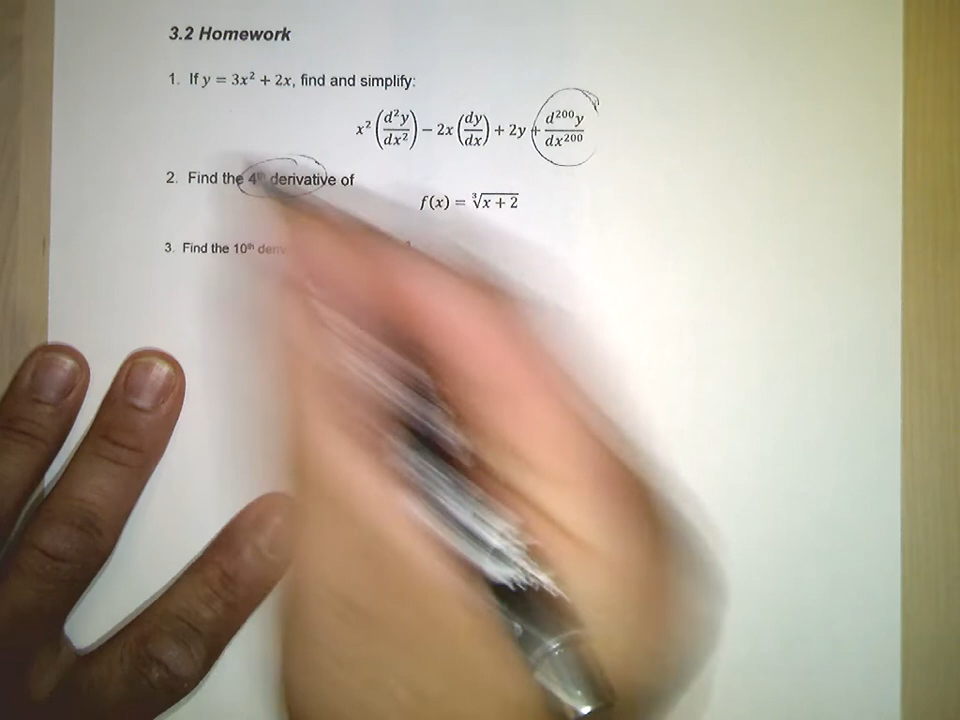 3.2 Homework
1. If y = 3x² + 2x, find and simplify:
x² (d²y/dx²) − 2x (dy/dx) + 2y + d²⁰⁰y/dx²⁰⁰
2. Find the 4th derivative of
f(x) = ∛(x + 2)
3. Find the 10th